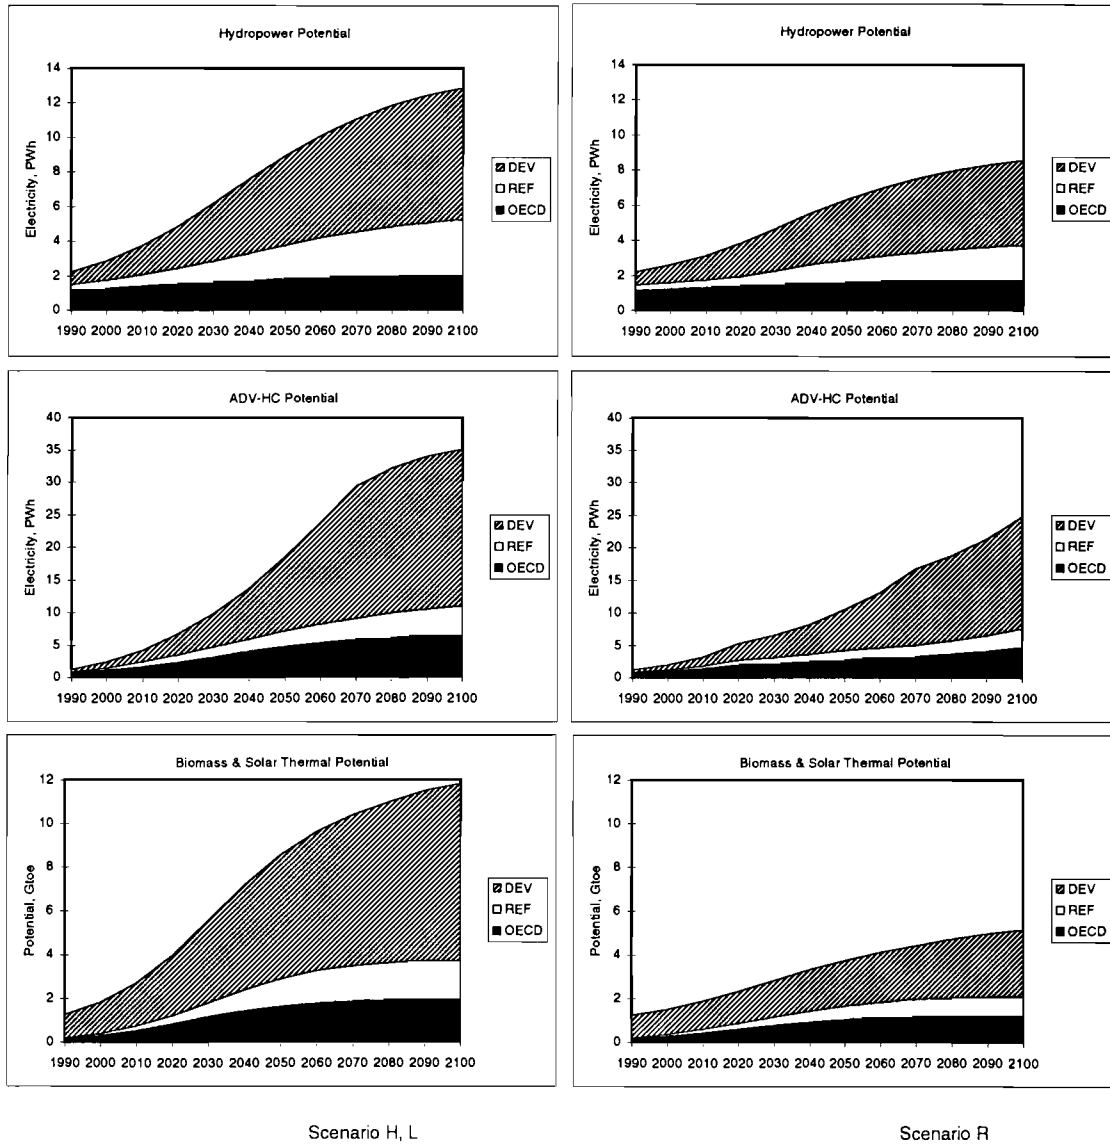 Hydropower Potential
Electricity, PWh
14
12
10
8
6
4
2
0
1990 2000 2010 2020 2030 2040 2050 2060 2070 2080 2090 2100
DEV
REF
OECD
Hydropower Potential
Electricity, PWh
14
12
10
8
6
4
2
0
1990 2000 2010 2020 2030 2040 2050 2060 2070 2080 2090 2100
DEV
REF
OECD
ADV-HC Potential
Electricity, PWh
40
35
30
25
20
15
10
5
0
1990 2000 2010 2020 2030 2040 2050 2060 2070 2080 2090 2100
DEV
REF
OECD
ADV-HC Potential
Electricity, PWh
40
35
30
25
20
15
10
5
0
1990 2000 2010 2020 2030 2040 2050 2060 2070 2080 2090 2100
DEV
REF
OECD
Biomass & Solar Thermal Potential
Potential, Gtoe
12
10
8
6
4
2
0
1990 2000 2010 2020 2030 2040 2050 2060 2070 2080 2090 2100
DEV
REF
OECD
Biomass & Solar Thermal Potential
Potential, Gtoe
12
10
8
6
4
2
0
1990 2000 2010 2020 2030 2040 2050 2060 2070 2080 2090 2100
DEV
REF
OECD
Scenario H, L
Scenario R